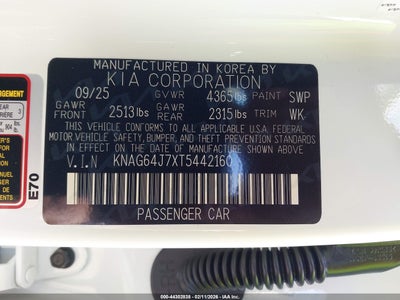 MANUFACTURED IN KOREA BY
KIA CORPORATION
09/25 GVWR 4365lbs PAINT SWP
GAWR FRONT 2513lbs GAWR REAR 2315lbs TRIM WK
THIS VEHICLE CONFORMS TO ALL APPLICABLE U.S.A. FEDERAL
MOTOR VEHICLE SAFETY, BUMPER, AND THEFT PREVENTION
STANDARDS IN EFFECT ON THE DATE OF MANUFACTURE
SHOWN ABOVE.
V.I.N KNAG64J7XT5442160
PASSENGER CAR
E70
000-44302838 - 02/11/2026 - IAA Inc.